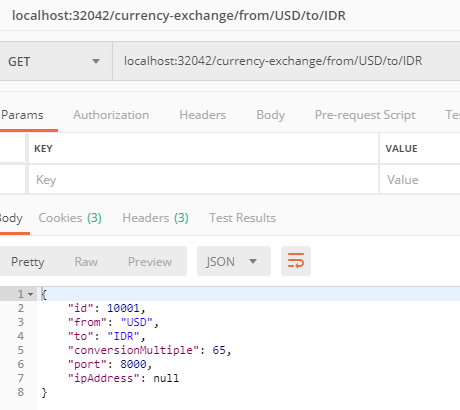 localhost:32042/currency-exchange/from/USD/to/IDR
GET localhost:32042/currency-exchange/from/USD/to/IDR
Params Authorization Headers Body Pre-request Script Te
KEY VALUE
Key Value
Body Cookies (3) Headers (3) Test Results
Pretty Raw Preview JSON
1 {
2 "id": 10001,
3 "from": "USD",
4 "to": "IDR",
5 "conversionMultiple": 65,
6 "port": 8000,
7 "ipAddress": null
8 }